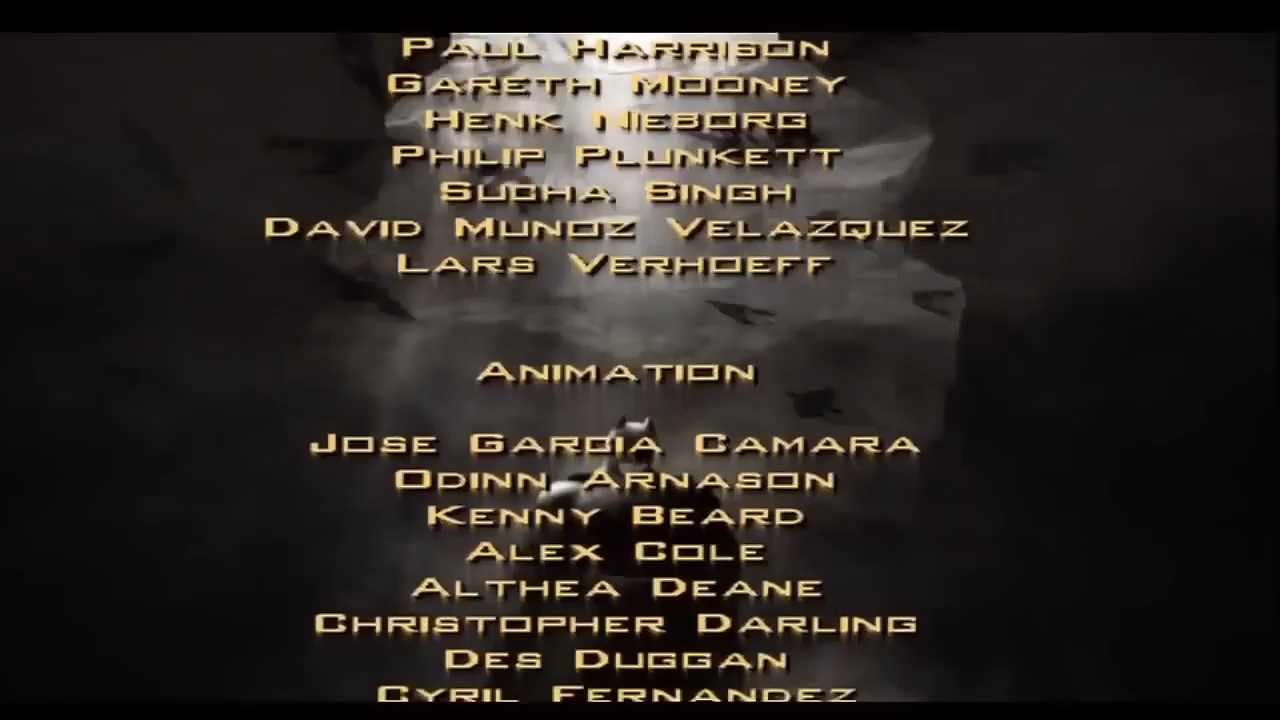 PAUL HARRISON
GARETH MOONEY
HENK NIEBORG
PHILIP PLUNKETT
SUCHA SINGH
DAVID MUNOZ VELAZQUEZ
LARS VERHOEFF
ANIMATION
JOSE GARCIA CAMARA
ODINN ARNASON
KENNY BEARD
ALEX COLE
ALTHEA DEANE
CHRISTOPHER DARLING
DES DUGGAN
CYRIL FERNANDEZ